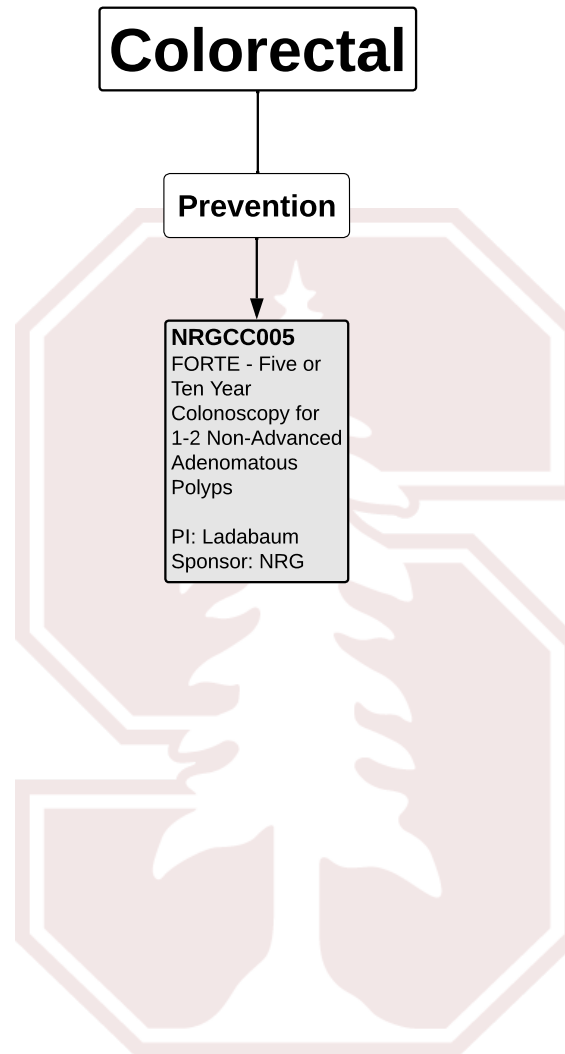 Colorectal
Prevention
NRGCC005
FORTE - Five or
Ten Year
Colonoscopy for
1-2 Non-Advanced
Adenomatous
Polyps
PI: Ladabaum
Sponsor: NRG